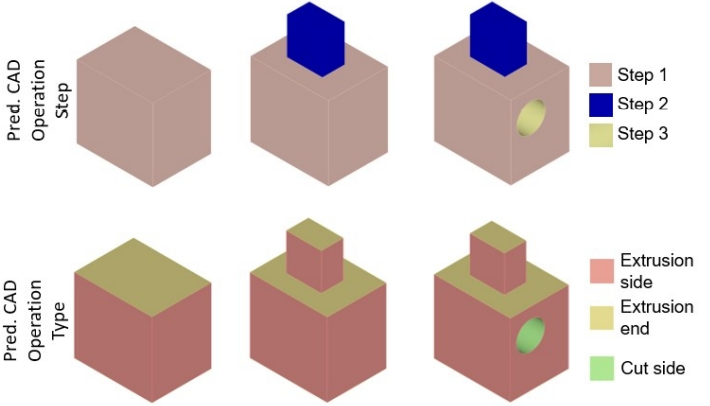 Pred. CAD
Operation
Step
Step 1
Step 2
Step 3
Pred. CAD
Operation
Type
Extrusion
side
Extrusion
end
Cut side